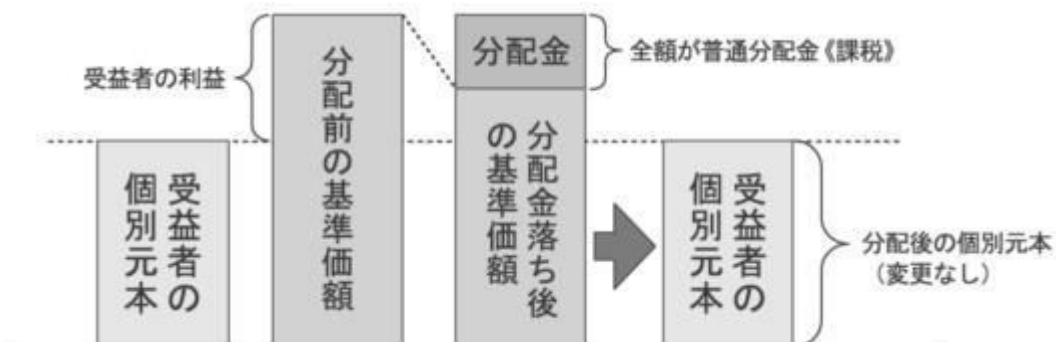 受益者の利益
分配前の基準価額
分配金
全額が普通分配金《課税》
受益者の
個別元本
分配金落ち後
の基準価額
受益者の
個別元本
分配後の個別元本
（変更なし）